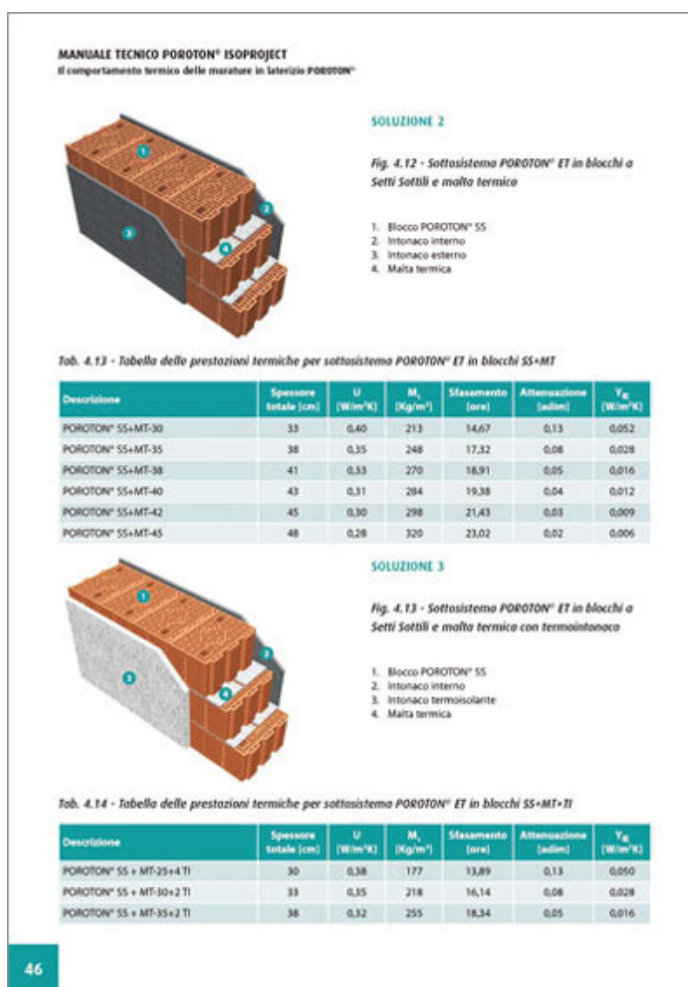 MANUALE TECNICO POROTON® ISOPROJECT
Il comportamento termico delle murature in laterizio POROTON®
SOLUZIONE 2
Fig. 4.12 - Sottosistema POROTON® ET in blocchi a
Setti Sottili e malta termica
1. Blocco POROTON® SS
2. Intonaco interno
3. Intonaco esterno
4. Malta termica
1
2
3
4
Tab. 4.13 - Tabella delle prestazioni termiche per sottosistema POROTON® ET in blocchi SS+MT
Descrizione Spessore totale [cm] U [W/m²K] Ms [Kg/m²] Sfasamento [ore] Attenuazione [adim] YIE [W/m²K]
POROTON® SS+MT-30 33 0,40 213 14,67 0,13 0,052
POROTON® SS+MT-35 38 0,35 248 17,32 0,08 0,028
POROTON® SS+MT-38 41 0,33 270 18,91 0,05 0,016
POROTON® SS+MT-40 43 0,31 284 19,38 0,04 0,012
POROTON® SS+MT-42 45 0,30 298 21,43 0,03 0,009
POROTON® SS+MT-45 48 0,28 320 23,02 0,02 0,006
SOLUZIONE 3
Fig. 4.13 - Sottosistema POROTON® ET in blocchi a
Setti Sottili e malta termica con termointonaco
1. Blocco POROTON® SS
2. Intonaco interno
3. Intonaco termoisolante
4. Malta termica
1
2
3
4
Tab. 4.14 - Tabella delle prestazioni termiche per sottosistema POROTON® ET in blocchi SS+MT+TI
Descrizione Spessore totale [cm] U [W/m²K] Ms [Kg/m²] Sfasamento [ore] Attenuazione [adim] YIE [W/m²K]
POROTON® SS + MT-25+4 TI 30 0,38 177 13,89 0,13 0,050
POROTON® SS + MT-30+2 TI 33 0,35 218 16,14 0,08 0,028
POROTON® SS + MT-35+2 TI 38 0,32 255 18,34 0,05 0,016
46